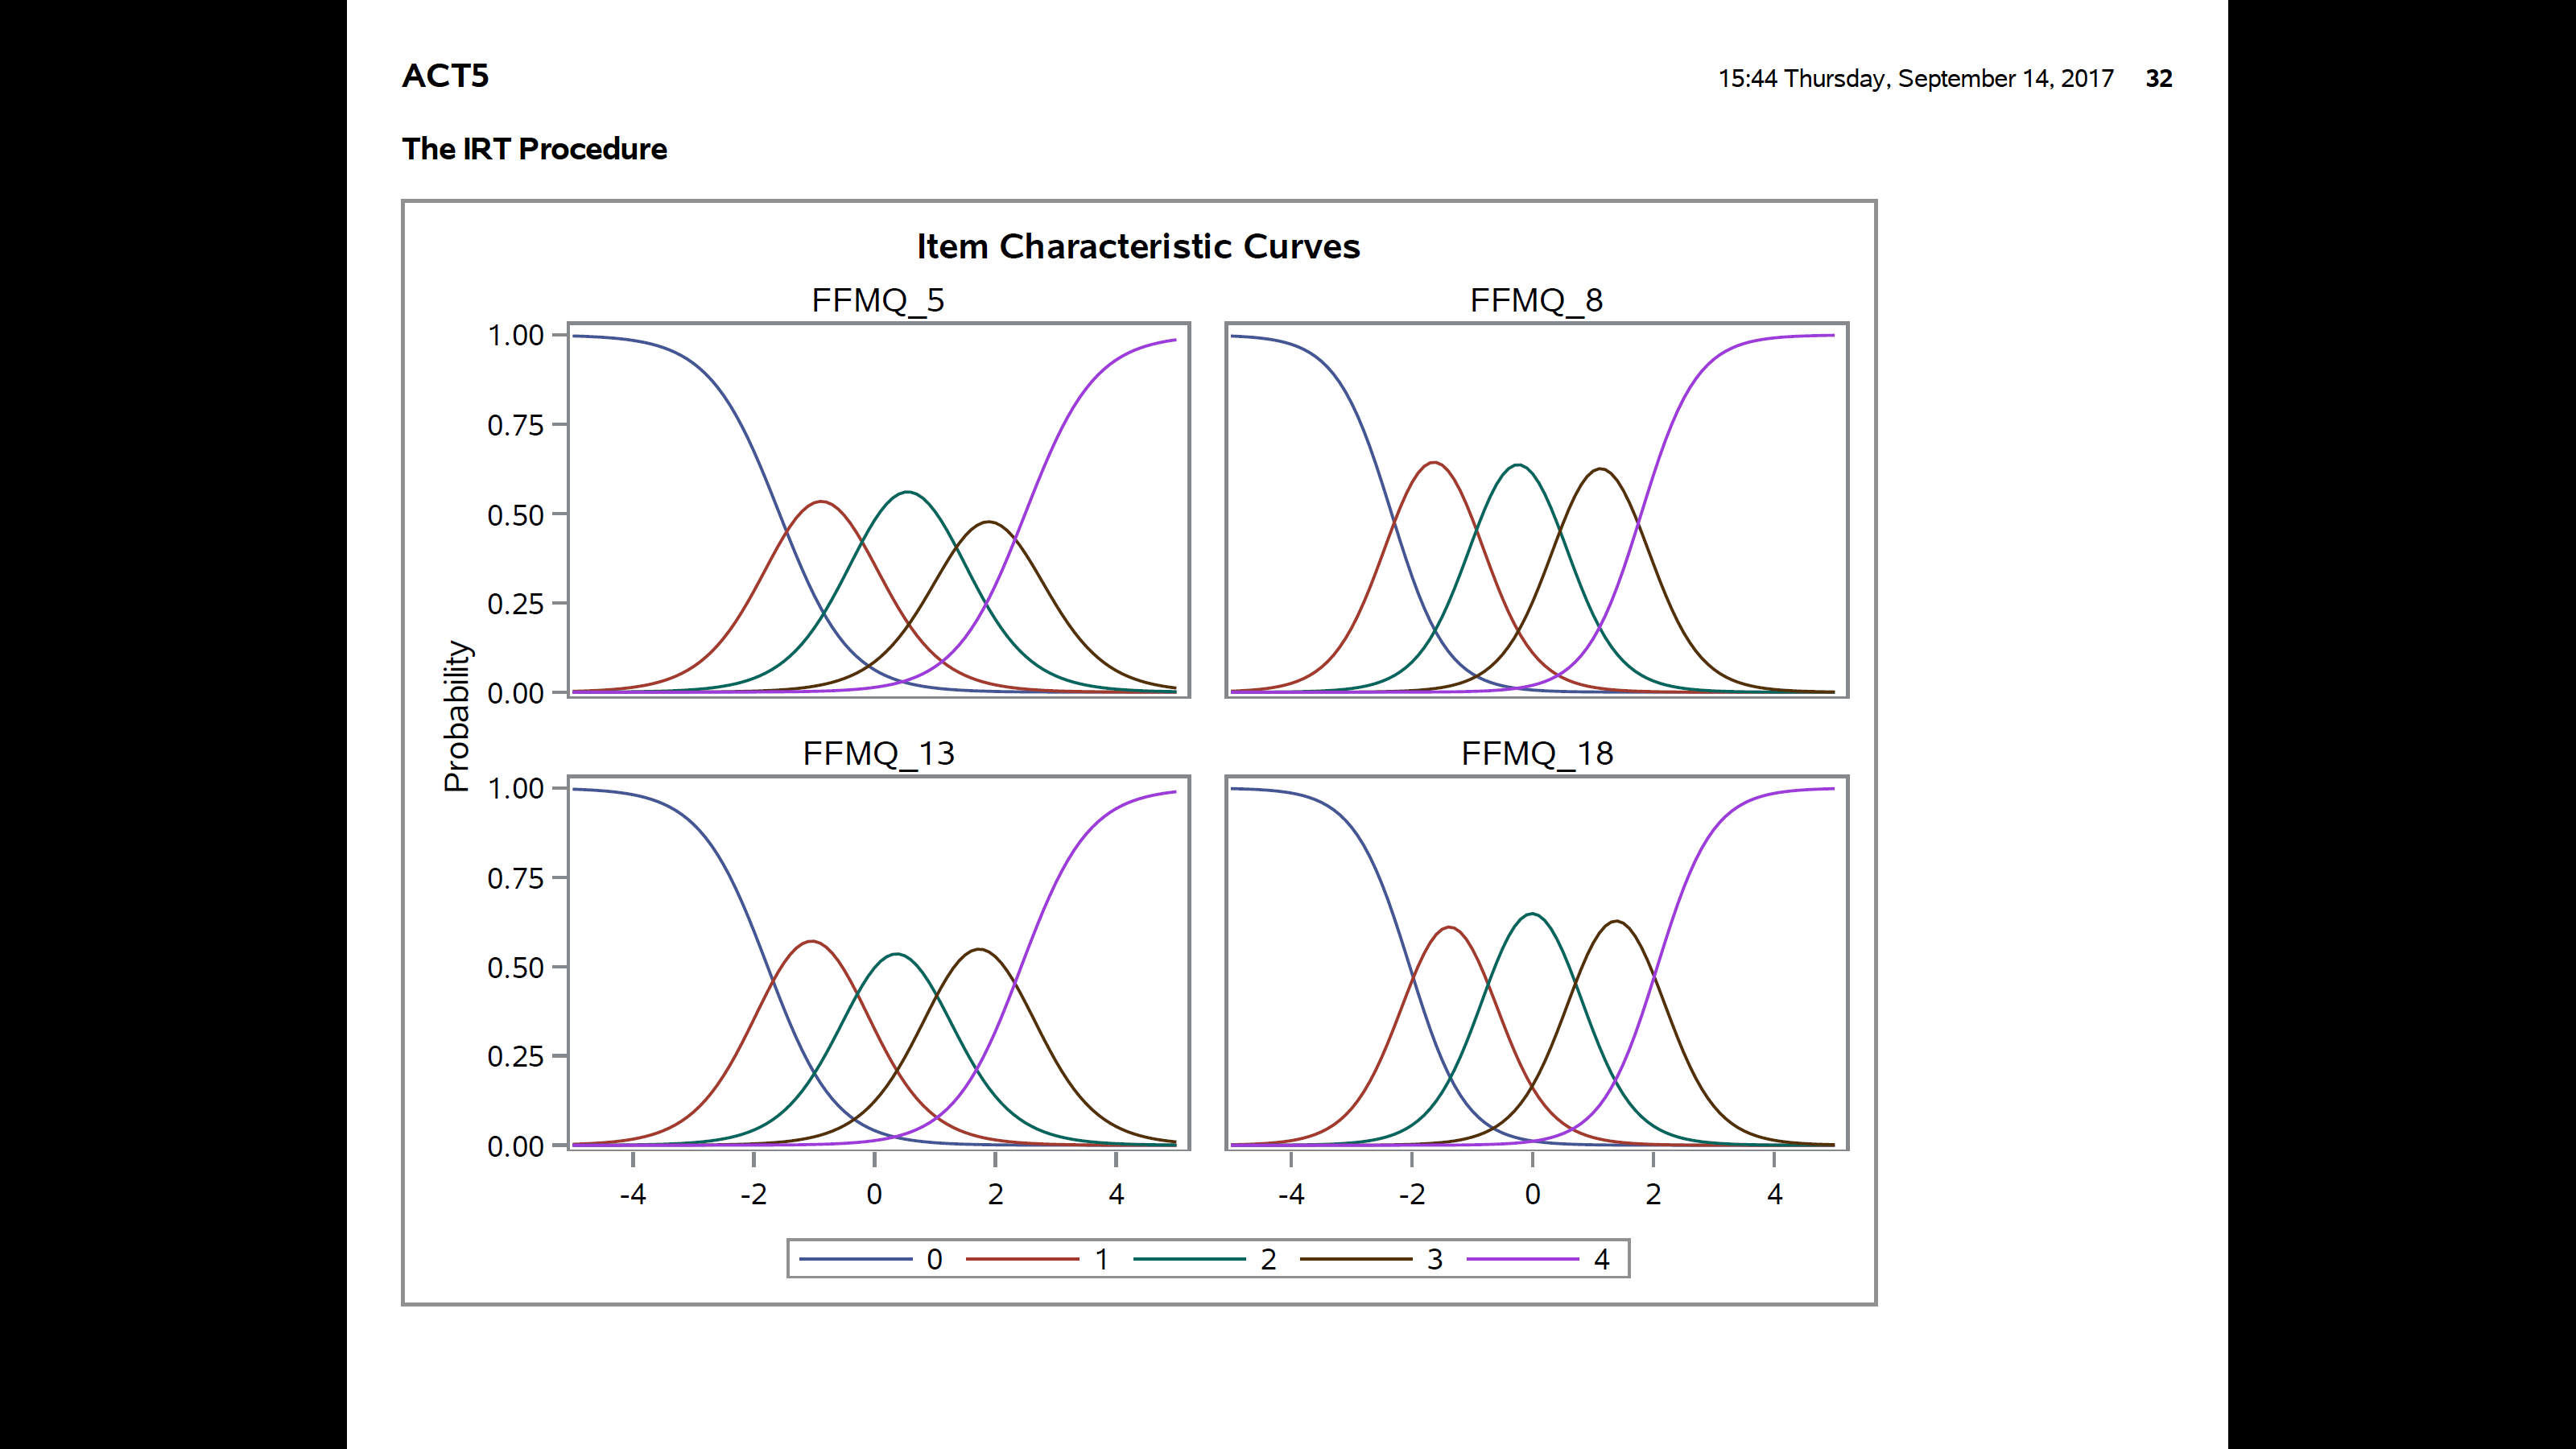 ACT5
15:44 Thursday, September 14, 2017 32
The IRT Procedure
Item Characteristic Curves
FFMQ_5
FFMQ_8
1.00
0.75
0.50
0.25
0.00
Probability
FFMQ_13
FFMQ_18
1.00
0.75
0.50
0.25
0.00
-4 -2 0 2 4
-4 -2 0 2 4
0 1 2 3 4